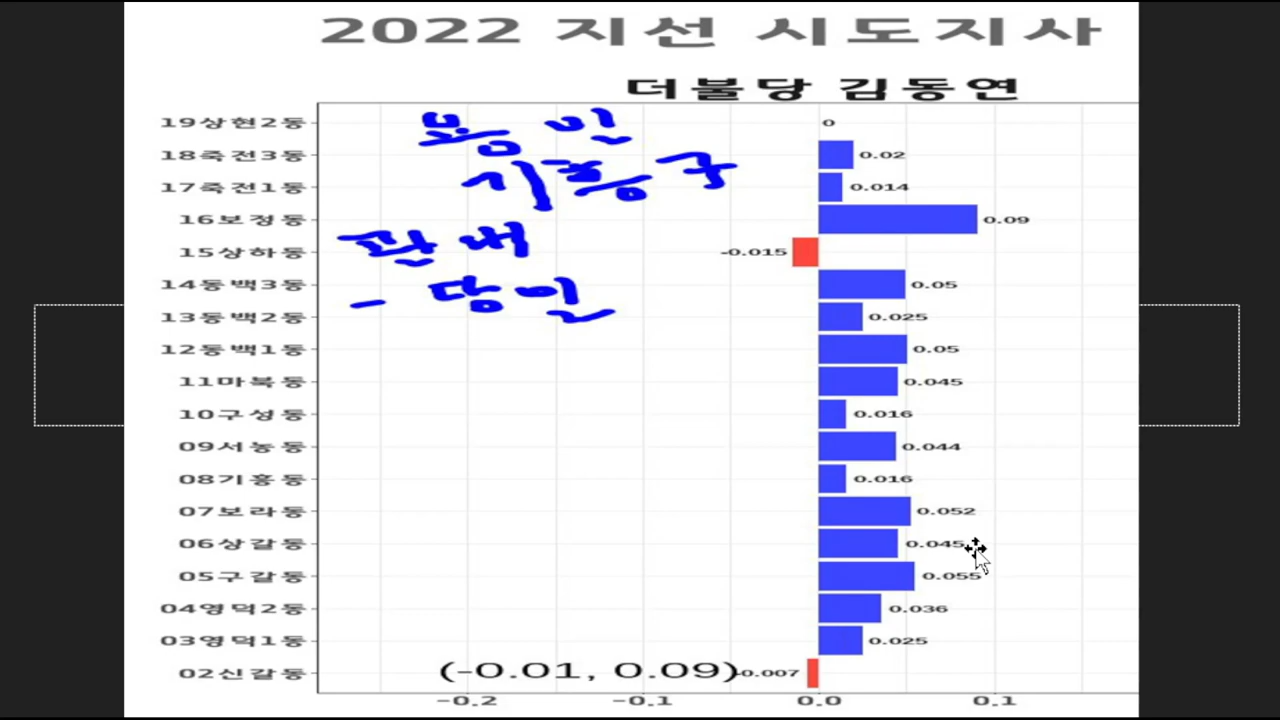 2022 지선 시도지사
더불당 김동연
19상현2동 0
18죽전3동 0.02
17죽전1동 0.014
16보정동 0.09
15상하동 -0.015
14동백3동 0.05
13동백2동 0.025
12동백1동 0.05
11마북동 0.045
10구성동 0.016
09서농동 0.044
08기흥동 0.016
07보라동 0.052
06상갈동 0.045
05구갈동 0.055
04영덕2동 0.036
03영덕1동 0.025
02신갈동 (-0.01, 0.09) -0.007
-0.2 -0.1 0.0 0.1
용인
기흥구
관내
- 당일